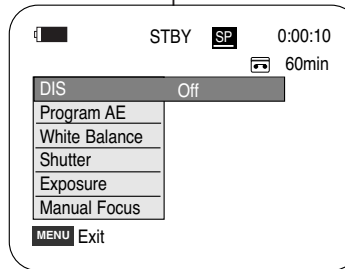 STBY SP 0:00:10
60min
DIS Off
Program AE
White Balance
Shutter
Exposure
Manual Focus
MENU Exit